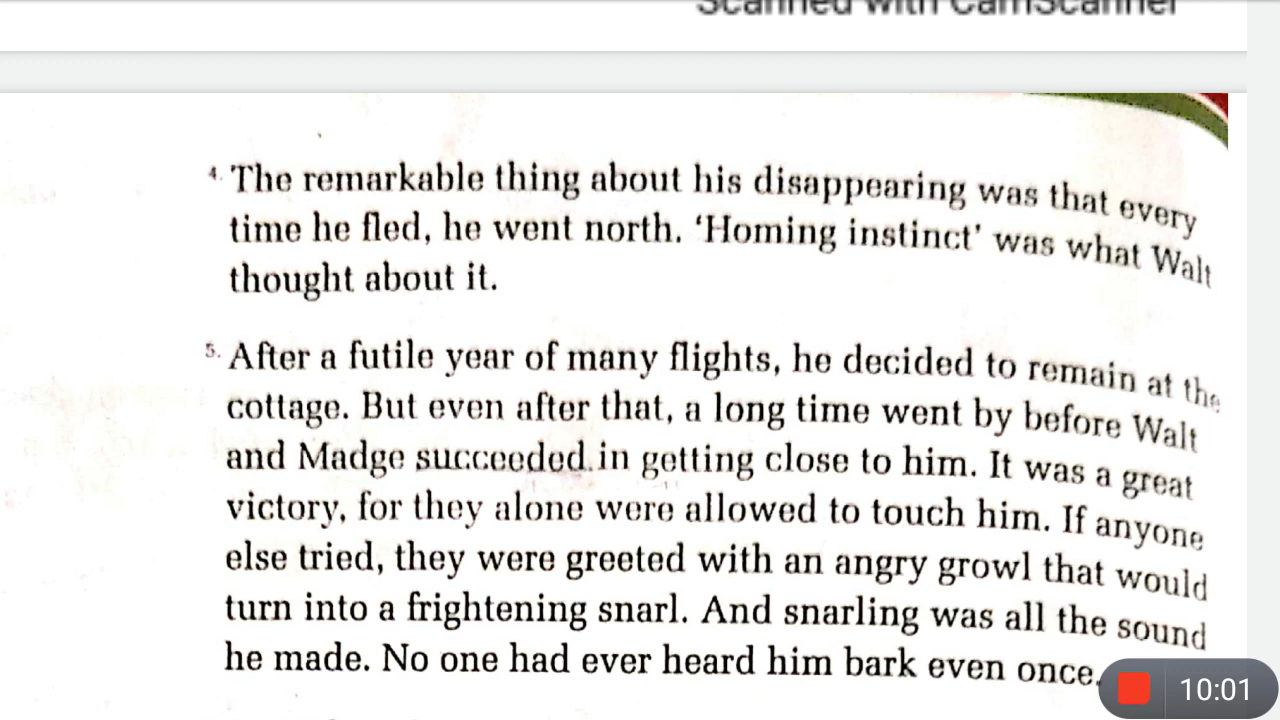 Scanned with CamScanner
4. The remarkable thing about his disappearing was that every
time he fled, he went north. ‘Homing instinct’ was what Walt
thought about it.
5. After a futile year of many flights, he decided to remain at the
cottage. But even after that, a long time went by before Walt
and Madge succeeded in getting close to him. It was a great
victory, for they alone were allowed to touch him. If anyone
else tried, they were greeted with an angry growl that would
turn into a frightening snarl. And snarling was all the sound
he made. No one had ever heard him bark even once.
10:01